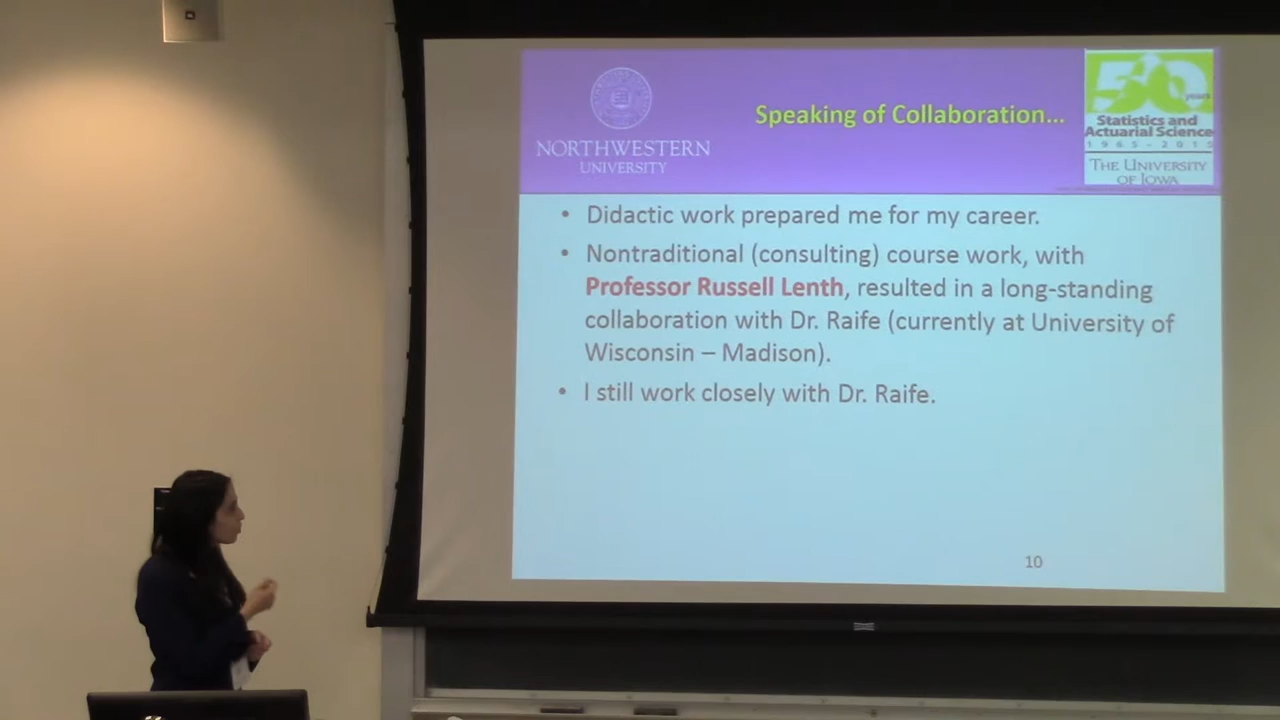 NORTHWESTERN
UNIVERSITY
Speaking of Collaboration...
50
years
Statistics and
Actuarial Science
1965-2015
THE UNIVERSITY
OF IOWA
• Didactic work prepared me for my career.
• Nontraditional (consulting) course work, with
Professor Russell Lenth, resulted in a long-standing
collaboration with Dr. Raife (currently at University of
Wisconsin – Madison).
• I still work closely with Dr. Raife.
10